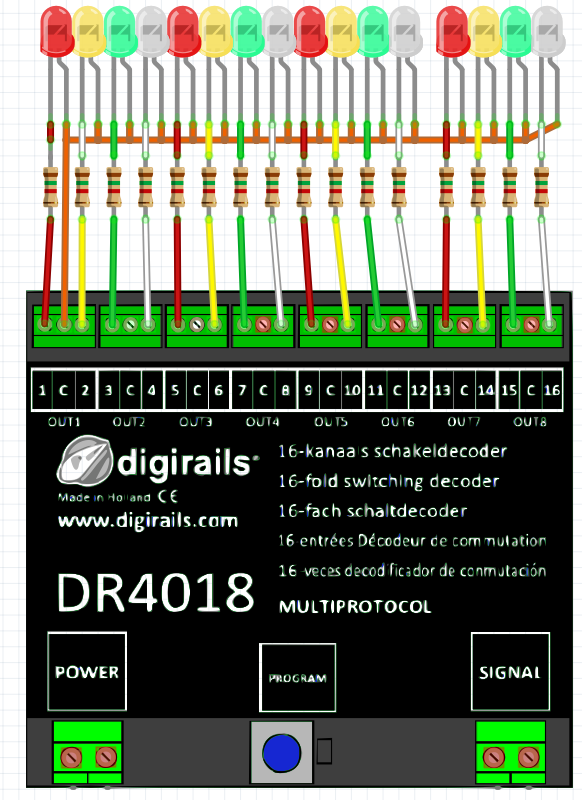 1 C 2 3 C 4 5 C 6 7 C 8 9 C 10 11 C 12 13 C 14 15 C 16
OUT1 OUT2 OUT3 OUT4 OUT5 OUT6 OUT7 OUT8
digirails
Made in Holland CE
www.digirails.com
16-kanaals schakeldecoder
16-fold switching decoder
16-fach schaltdecoder
16-entrées Décodeur de commutation
16-veces decodificador de conmutación
DR4018
MULTIPROTOCOL
POWER
PROGRAM
SIGNAL